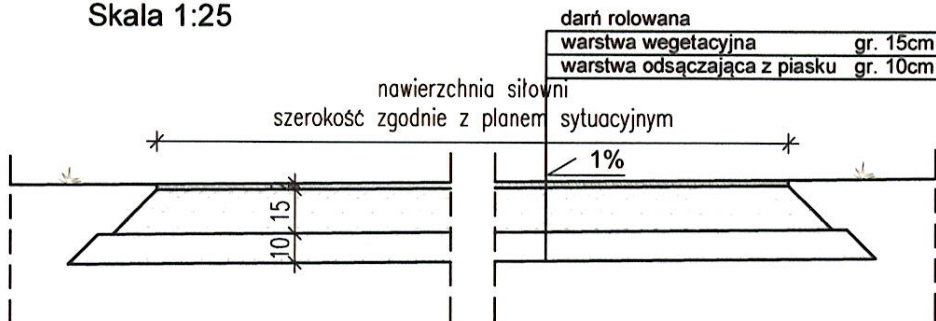 Skala 1:25
darń rolowana
warstwa wegetacyjna gr. 15cm
warstwa odsączająca z piasku gr. 10cm
nawierzchnia siłowni
szerokość zgodnie z planem sytuacyjnym
1%
15
10